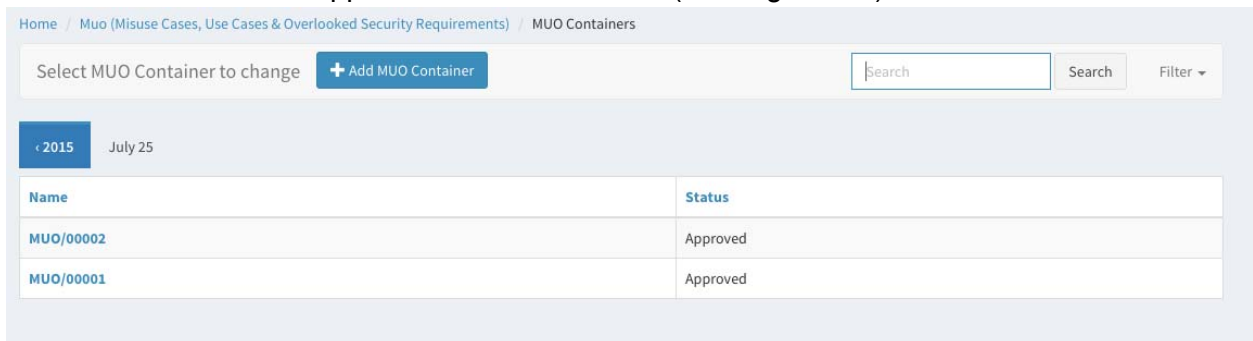 Home / Muo (Misuse Cases, Use Cases & Overlooked Security Requirements) / MUO Containers
Select MUO Container to change + Add MUO Container Search Search Filter
‹ 2015 July 25
Name Status
MUO/00002 Approved
MUO/00001 Approved